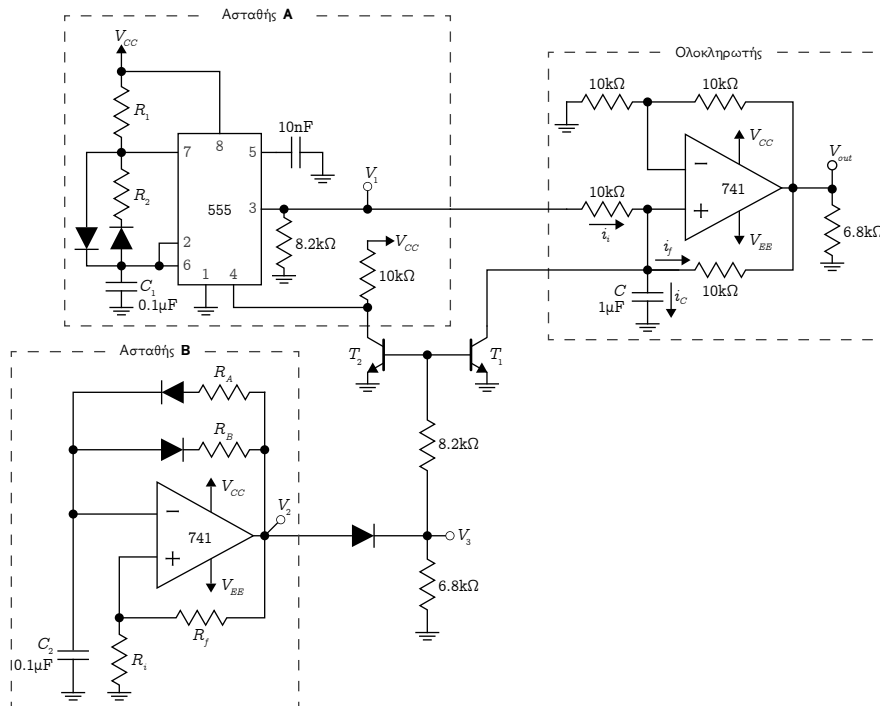 Ασταθής A
V_CC
R_1
7
8
5
10nF
R_2
555
3
V_1
2
6
1
4
8.2kΩ
C_1
0.1μF
V_CC
10kΩ
Ολοκληρωτής
10kΩ
10kΩ
V_CC
V_out
741
10kΩ
i_i
i_f
V_EE
6.8kΩ
10kΩ
C
1μF
i_C
T_2
T_1
Ασταθής B
R_A
R_B
8.2kΩ
V_CC
V_2
741
V_3
V_EE
6.8kΩ
R_f
C_2
0.1μF
R_i